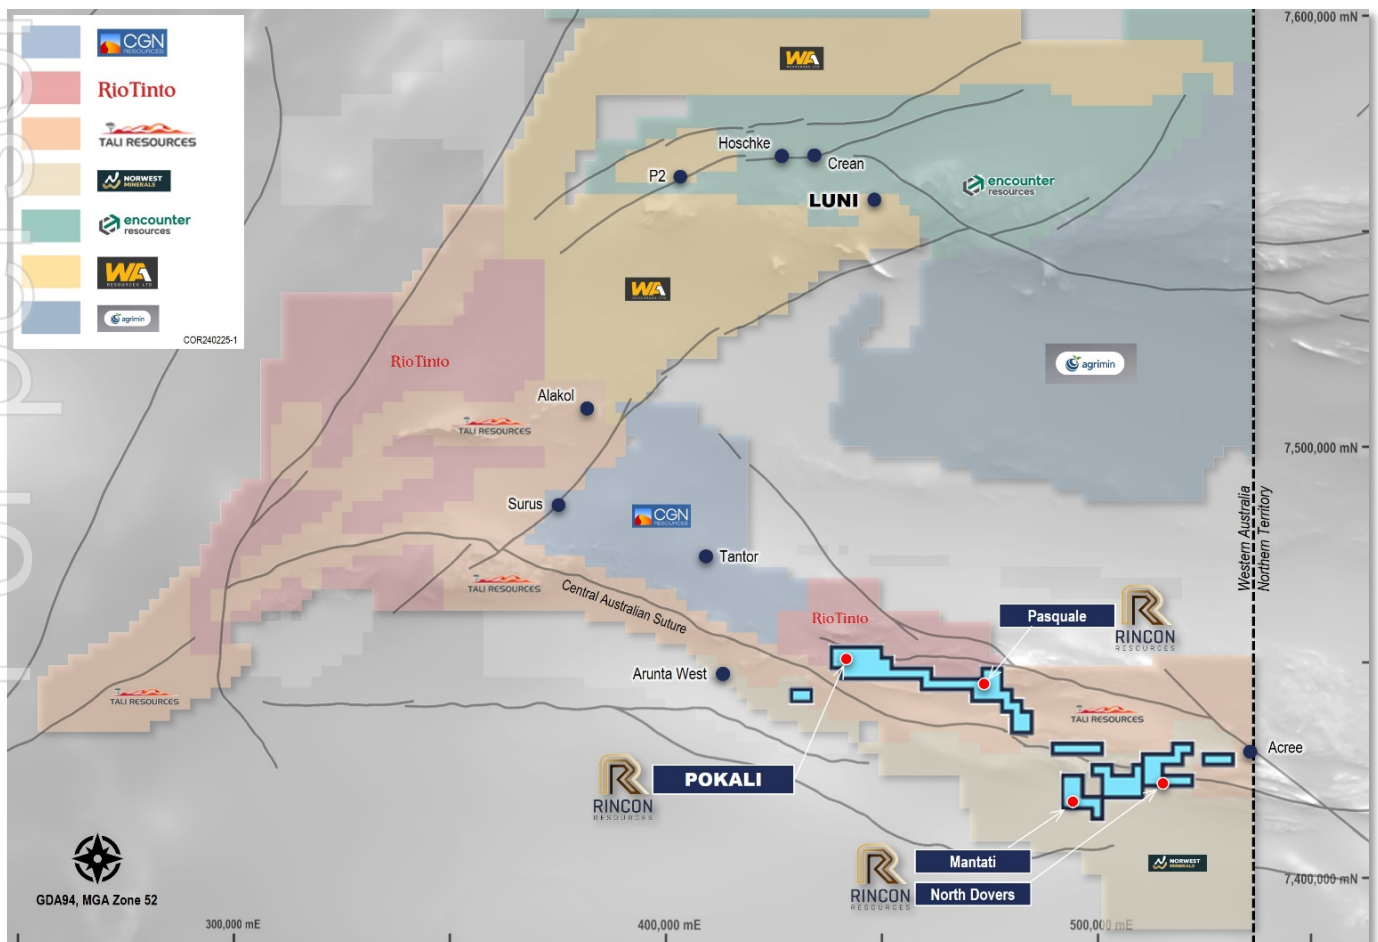 CGN
RESOURCES
RioTinto
TALI RESOURCES
NORWEST
MINERALS
encounter
resources
WA
RESOURCES LTD
agrimin
COR240225-1
7,600,000 mN
WA
Hoschke
Crean
P2
LUNI
encounter
resources
WA
RioTinto
agrimin
Alakol
TALI RESOURCES
7,500,000 mN
Surus
CGN
RESOURCES
Western Australia
Northern Territory
Tantor
TALI RESOURCES
Central Australian Suture
RioTinto
Pasquale
RINCON
RESOURCES
Arunta West
TALI RESOURCES
TALI RESOURCES
Acree
POKALI
RINCON
RESOURCES
Mantati
North Dovers
RINCON
RESOURCES
NORWEST
MINERALS
7,400,000 mN
GDA94, MGA Zone 52
300,000 mE
400,000 mE
500,000 mE